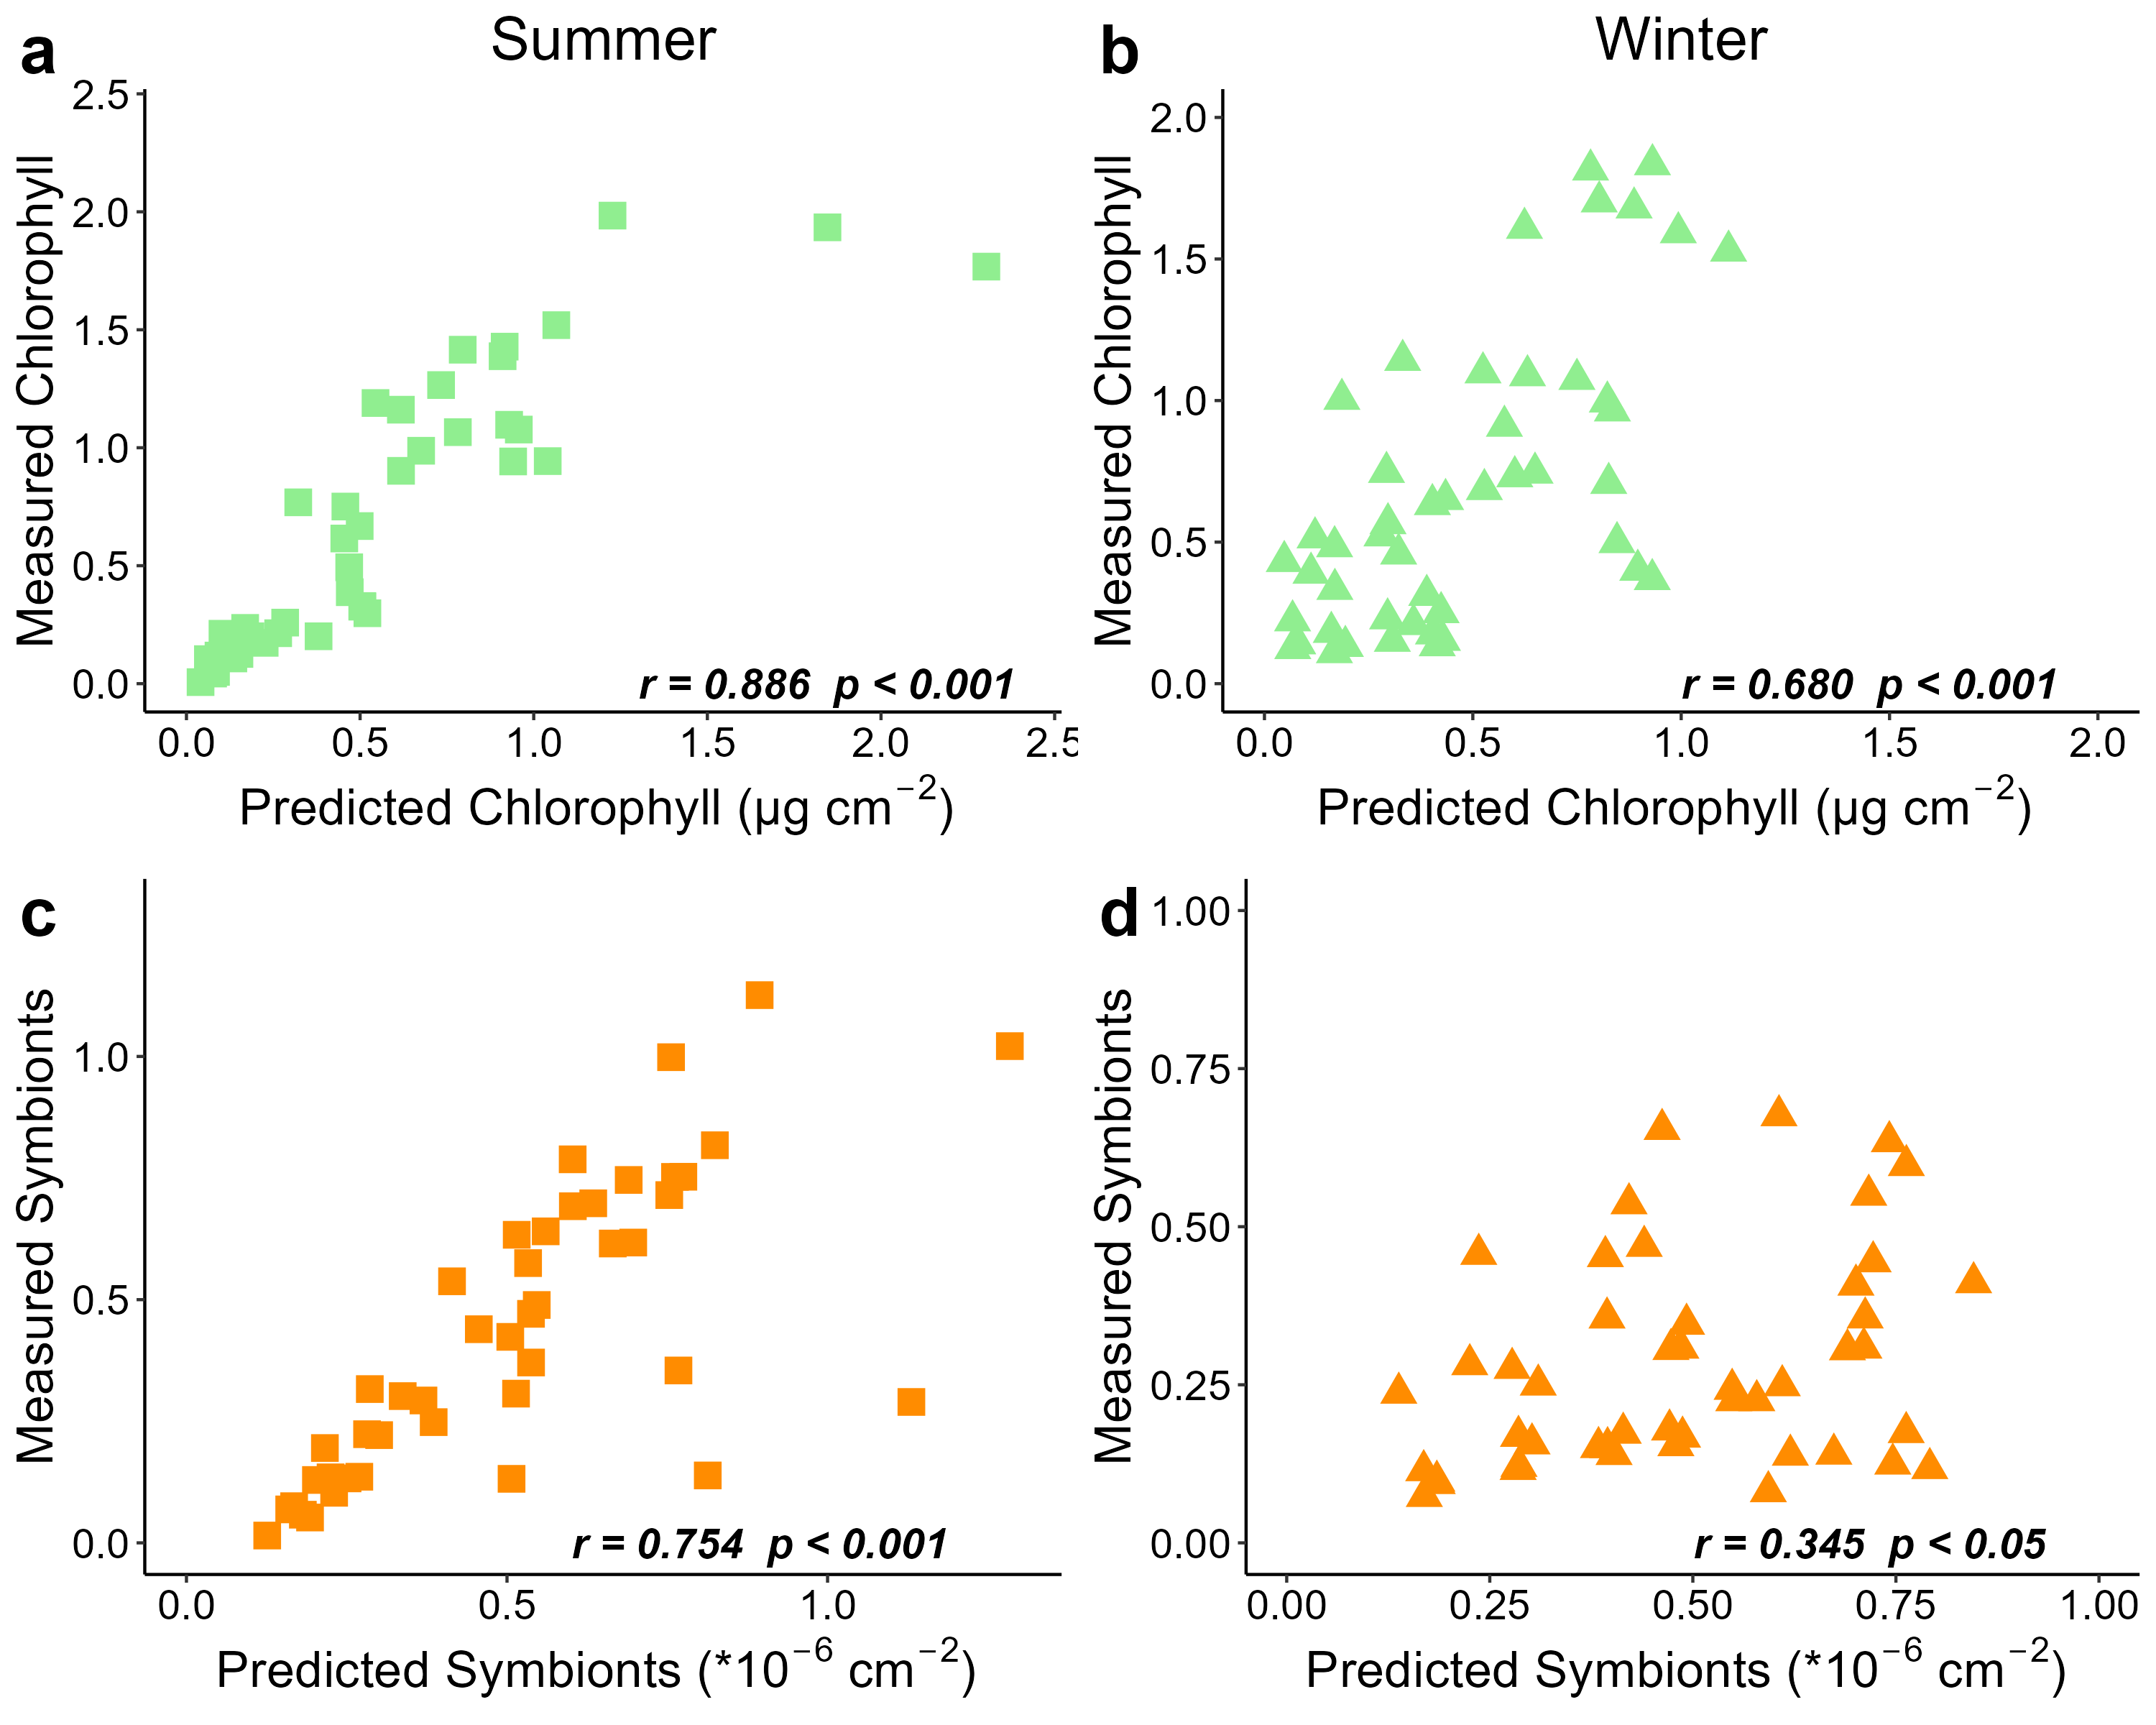 a Summer
2.5
2.0
1.5
1.0
0.5
0.0
Measured Chlorophyll
r = 0.886 p < 0.001
0.0 0.5 1.0 1.5 2.0 2.5
Predicted Chlorophyll (µg cm⁻²)
b Winter
2.0
1.5
1.0
0.5
0.0
Measured Chlorophyll
r = 0.680 p < 0.001
0.0 0.5 1.0 1.5 2.0
Predicted Chlorophyll (µg cm⁻²)
c
1.0
0.5
0.0
Measured Symbionts
r = 0.754 p < 0.001
0.0 0.5 1.0
Predicted Symbionts (*10⁻⁶ cm⁻²)
d
1.00
0.75
0.50
0.25
0.00
Measured Symbionts
r = 0.345 p < 0.05
0.00 0.25 0.50 0.75 1.00
Predicted Symbionts (*10⁻⁶ cm⁻²)